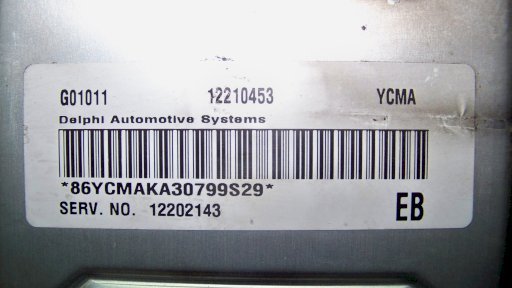 G01011 12210453 YCMA
Delphi Automotive Systems
*86YCMAKA30799S29*
SERV. NO. 12202143 EB